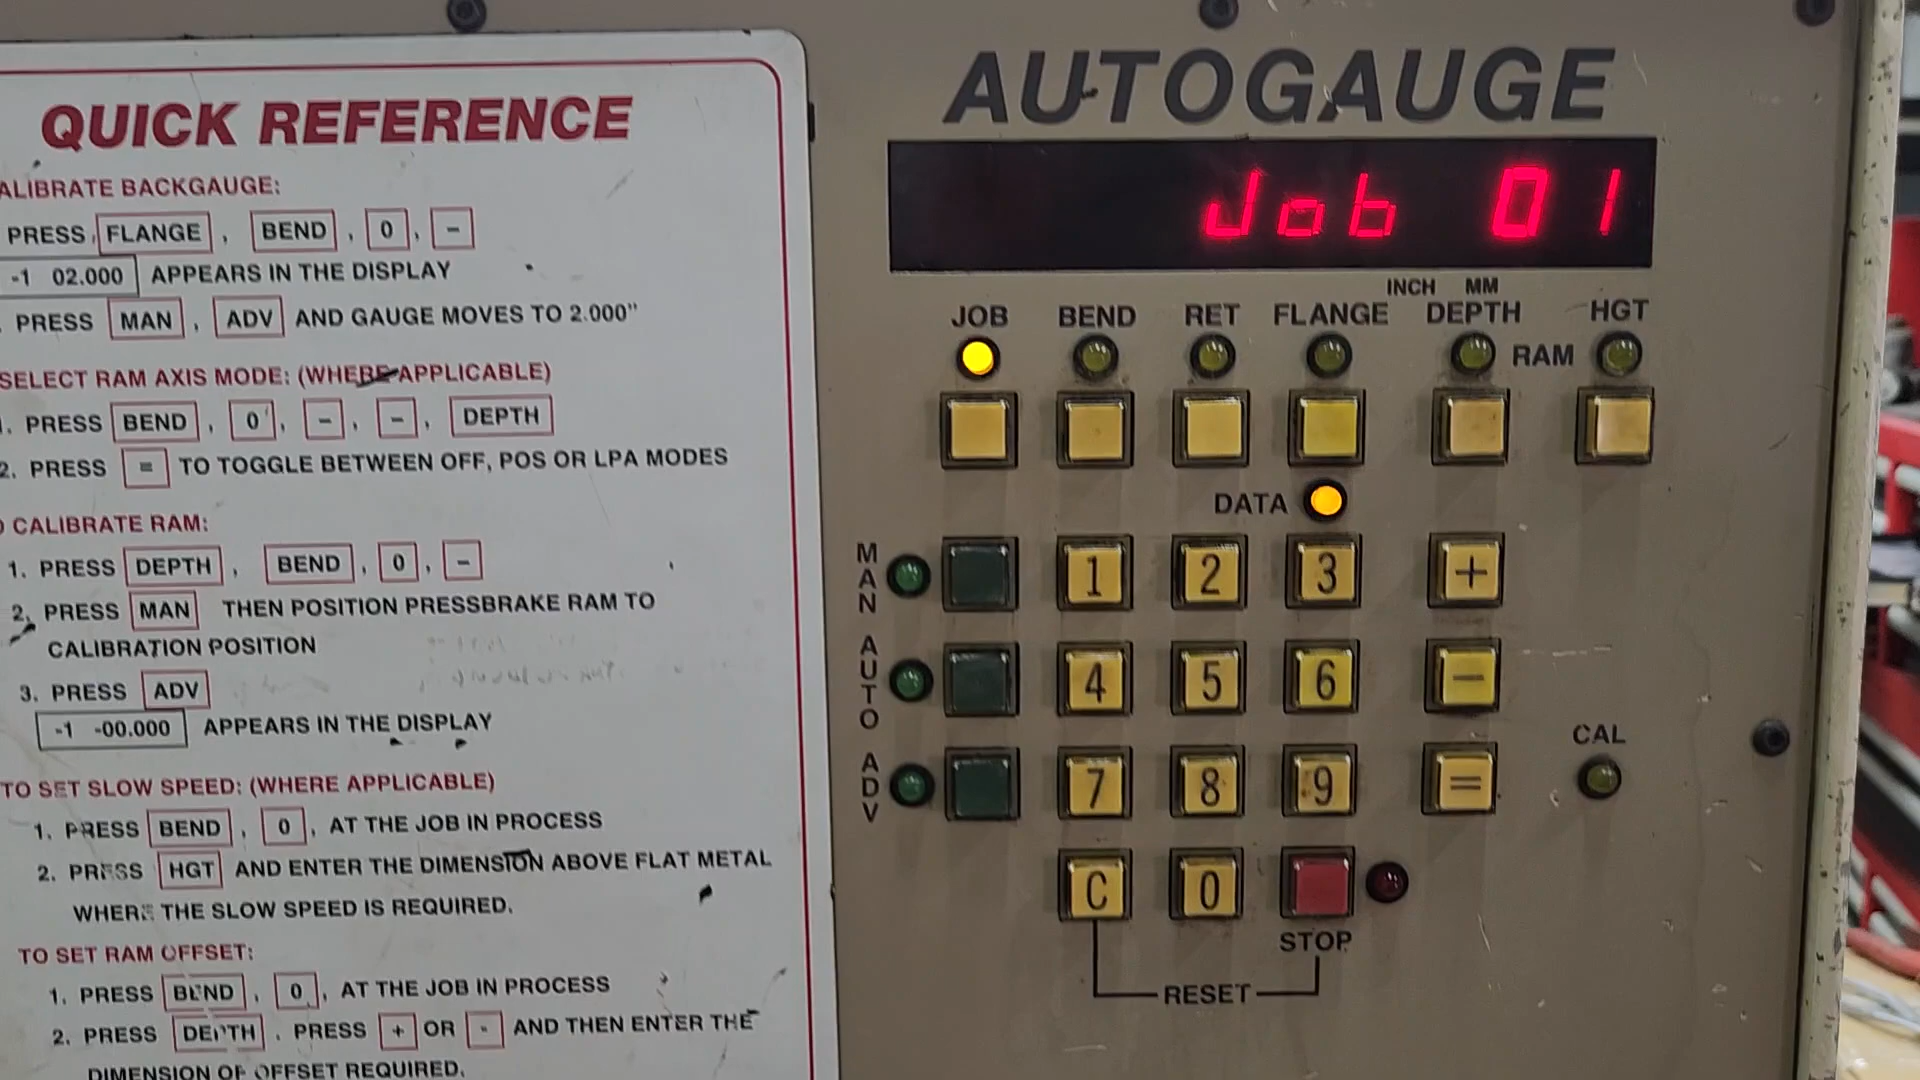 QUICK REFERENCE
ALIBRATE BACKGAUGE:
PRESS, FLANGE , BEND , 0 , -
-1 02.000 APPEARS IN THE DISPLAY
. PRESS MAN , ADV AND GAUGE MOVES TO 2.000"
SELECT RAM AXIS MODE: (WHERE APPLICABLE)
1. PRESS BEND , 0 , - , - , DEPTH
2. PRESS = TO TOGGLE BETWEEN OFF, POS OR LPA MODES
O CALIBRATE RAM:
1. PRESS DEPTH , BEND , 0 , -
2. PRESS MAN THEN POSITION PRESSBRAKE RAM TO
CALIBRATION POSITION
3. PRESS ADV
-1 -00.000 APPEARS IN THE DISPLAY
TO SET SLOW SPEED: (WHERE APPLICABLE)
1. PRESS BEND , 0 , AT THE JOB IN PROCESS
2. PRESS HGT AND ENTER THE DIMENSION ABOVE FLAT METAL
WHERE THE SLOW SPEED IS REQUIRED.
TO SET RAM OFFSET:
1. PRESS BEND , 0 , AT THE JOB IN PROCESS
2. PRESS DEPTH . PRESS + OR - AND THEN ENTER THE
DIMENSION OF OFFSET REQUIRED.
AUTOGAUGE
Job 01
INCH MM
JOB BEND RET FLANGE DEPTH HGT
RAM
DATA
MAN 1 2 3 +
AUTO 4 5 6 -
ADV 7 8 9 =
CAL
C 0
STOP
RESET